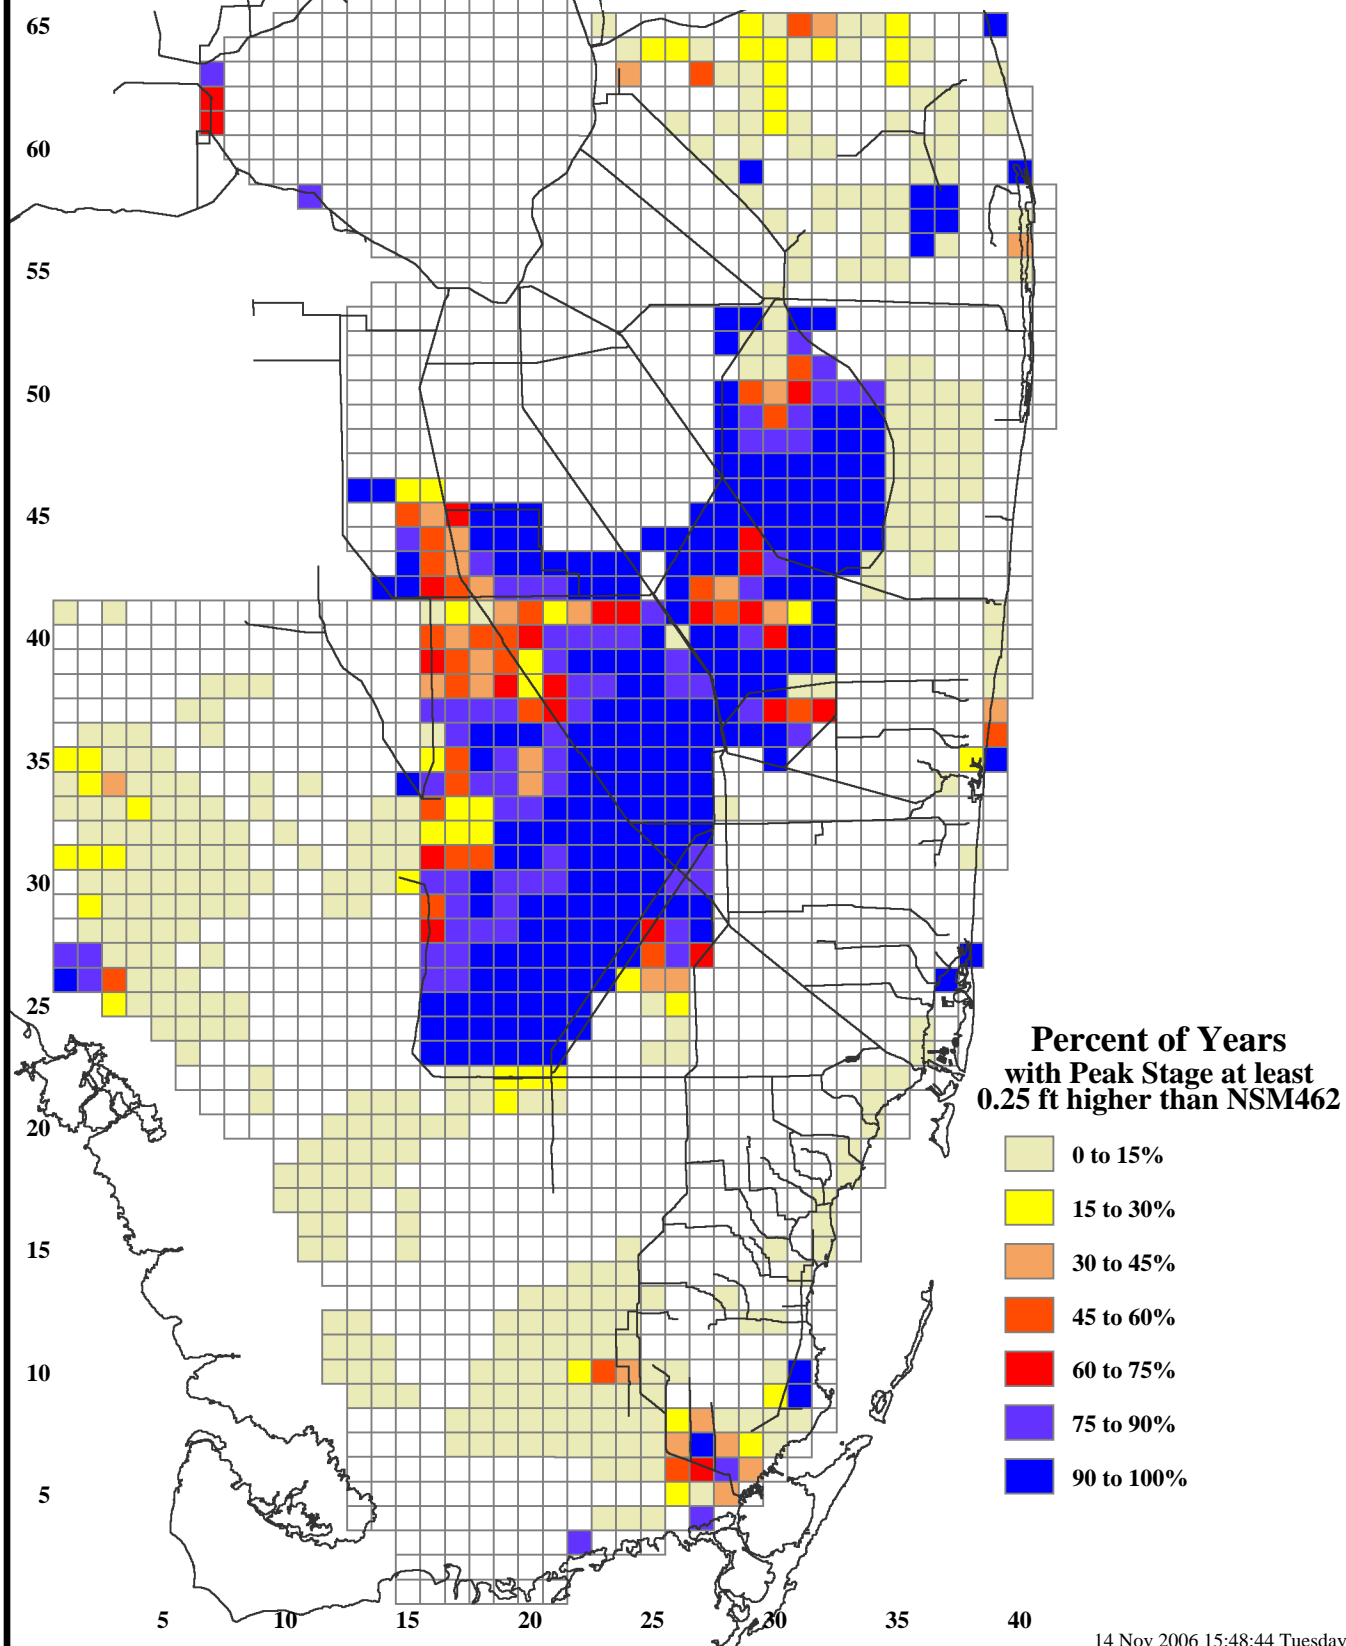 65
60
55
50
45
40
35
30
25
20
15
10
5
5 10 15 20 25 30 35 40
Percent of Years
with Peak Stage at least
0.25 ft higher than NSM462
0 to 15%
15 to 30%
30 to 45%
45 to 60%
60 to 75%
75 to 90%
90 to 100%
14 Nov 2006 15:48:44 Tuesday